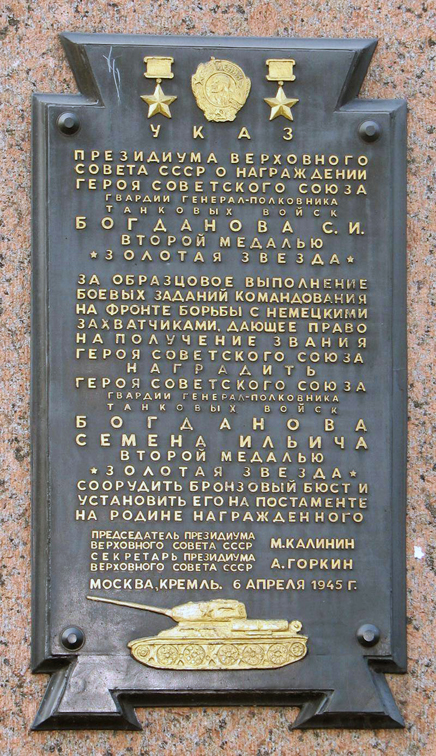 УКАЗ
ПРЕЗИДИУМА ВЕРХОВНОГО
СОВЕТА СССР О НАГРАЖДЕНИИ
ГЕРОЯ СОВЕТСКОГО СОЮЗА
ГВАРДИИ ГЕНЕРАЛ-ПОЛКОВНИКА
ТАНКОВЫХ ВОЙСК
БОГДАНОВА С.И.
ВТОРОЙ МЕДАЛЬЮ
★ЗОЛОТАЯ ЗВЕЗДА★
ЗА ОБРАЗЦОВОЕ ВЫПОЛНЕНИЕ
БОЕВЫХ ЗАДАНИЙ КОМАНДОВАНИЯ
НА ФРОНТЕ БОРЬБЫ С НЕМЕЦКИМИ
ЗАХВАТЧИКАМИ, ДАЮЩЕЕ ПРАВО
НА ПОЛУЧЕНИЕ ЗВАНИЯ
ГЕРОЯ СОВЕТСКОГО СОЮЗА
НАГРАДИТЬ
ГЕРОЯ СОВЕТСКОГО СОЮЗА
ГВАРДИИ ГЕНЕРАЛ-ПОЛКОВНИКА
ТАНКОВЫХ ВОЙСК
БОГДАНОВА
СЕМЕНА ИЛЬИЧА
ВТОРОЙ МЕДАЛЬЮ
★ЗОЛОТАЯ ЗВЕЗДА★
СООРУДИТЬ БРОНЗОВЫЙ БЮСТ И
УСТАНОВИТЬ ЕГО НА ПОСТАМЕНТЕ
НА РОДИНЕ НАГРАЖДЕННОГО
ПРЕДСЕДАТЕЛЬ ПРЕЗИДИУМА
ВЕРХОВНОГО СОВЕТА СССР М.КАЛИНИН
СЕКРЕТАРЬ ПРЕЗИДИУМА
ВЕРХОВНОГО СОВЕТА СССР А.ГОРКИН
МОСКВА, КРЕМЛЬ. 6 АПРЕЛЯ 1945 г.